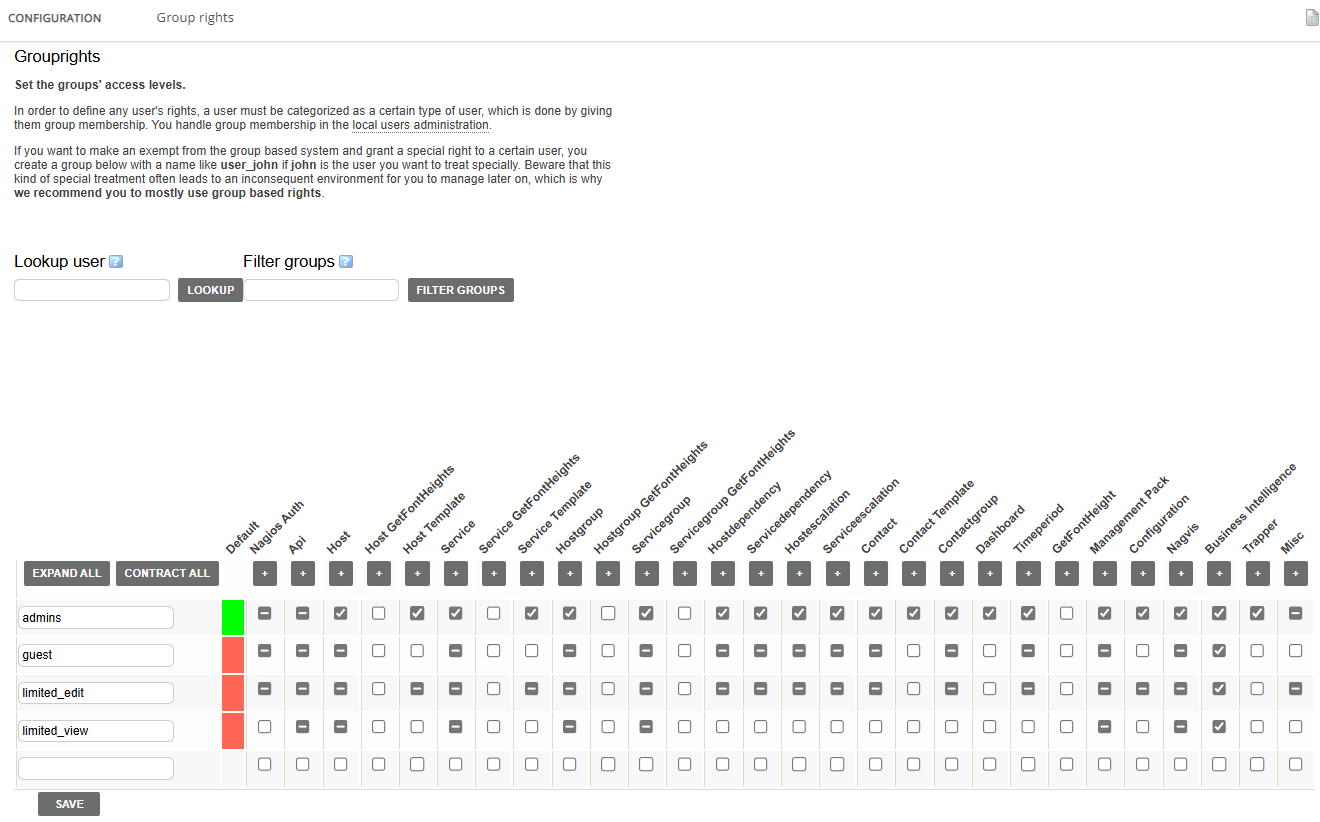 CONFIGURATION Group rights
Grouprights
Set the groups' access levels.
In order to define any user's rights, a user must be categorized as a certain type of user, which is done by giving
them group membership. You handle group membership in the local users administration.
If you want to make an exempt from the group based system and grant a special right to a certain user, you
create a group below with a name like user_john if john is the user you want to treat specially. Beware that this
kind of special treatment often leads to an inconsequent environment for you to manage later on, which is why
we recommend you to mostly use group based rights.
Lookup user ? Filter groups ?
LOOKUP FILTER GROUPS
Default
Nagios Auth
Api
Host
Host GetFontHeights
Host Template
Service
Service GetFontHeights
Service Template
Hostgroup
Hostgroup GetFontHeights
Servicegroup
Servicegroup GetFontHeights
Hostdependency
Servicedependency
Hostescalation
Serviceescalation
Contact
Contact Template
Contactgroup
Dashboard
Timeperiod
GetFontHeight
Management Pack
Configuration
Nagvis
Business Intelligence
Trapper
Misc
EXPAND ALL CONTRACT ALL + + + + + + + + + + + + + + + + + + + + + + + + + + + +
admins
guest
limited_edit
limited_view
SAVE